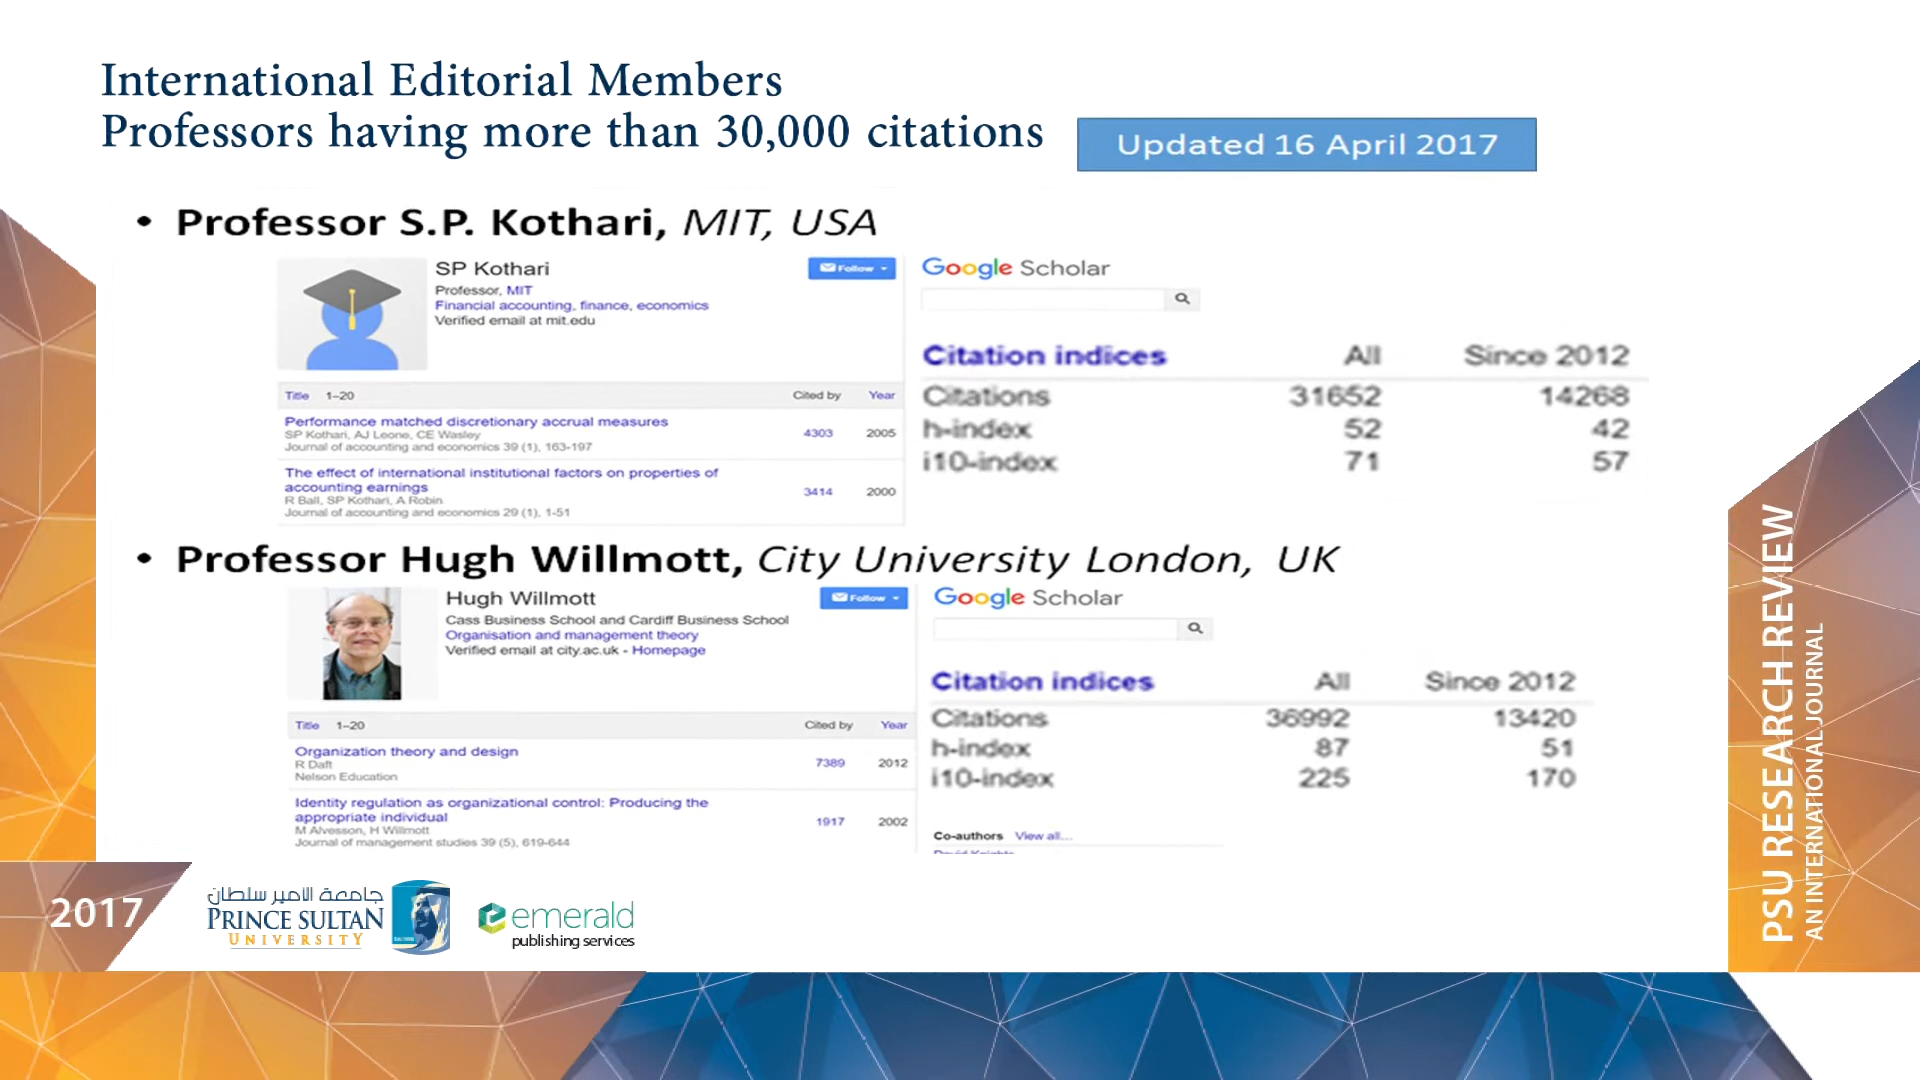 International Editorial Members
Professors having more than 30,000 citations
Updated 16 April 2017
• Professor S.P. Kothari, MIT, USA
SP Kothari
Professor, MIT
Financial accounting, finance, economics
Verified email at mit.edu
Follow
Title 1–20 Cited by Year
Performance matched discretionary accrual measures
SP Kothari, AJ Leone, CE Wasley
Journal of accounting and economics 39 (1), 163-197
4303 2005
The effect of international institutional factors on properties of
accounting earnings
R Ball, SP Kothari, A Robin
Journal of accounting and economics 29 (1), 1-51
3414 2000
Google Scholar
Citation indices All Since 2012
Citations 31652 14268
h-index 52 42
i10-index 71 57
• Professor Hugh Willmott, City University London, UK
Hugh Willmott
Cass Business School and Cardiff Business School
Organisation and management theory
Verified email at city.ac.uk - Homepage
Follow
Title 1–20 Cited by Year
Organization theory and design
R Daft
Nelson Education
7389 2012
Identity regulation as organizational control: Producing the
appropriate individual
M Alvesson, H Willmott
Journal of management studies 39 (5), 619-644
1917 2002
Google Scholar
Citation indices All Since 2012
Citations 36992 13420
h-index 87 51
i10-index 225 170
Co-authors View all...
2017
جامعة الامير سلطان
PRINCE SULTAN
UNIVERSITY
emerald
publishing services
PSU RESEARCH REVIEW
AN INTERNATIONAL JOURNAL